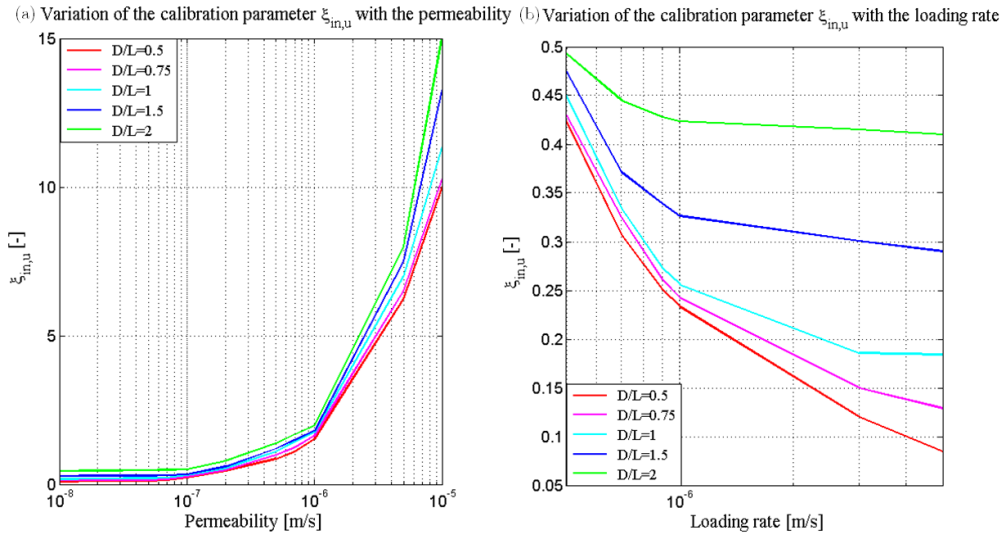 (a) Variation of the calibration parameter ξin,u with the permeability
15
10
5
0
D/L=0.5
D/L=0.75
D/L=1
D/L=1.5
D/L=2
ξin,u [-]
10-8
10-7
10-6
10-5
Permeability [m/s]
(b) Variation of the calibration parameter ξin,u with the loading rate
0.5
0.45
0.4
0.35
0.3
0.25
0.2
0.15
0.1
0.05
ξin,u [-]
D/L=0.5
D/L=0.75
D/L=1
D/L=1.5
D/L=2
10-6
Loading rate [m/s]